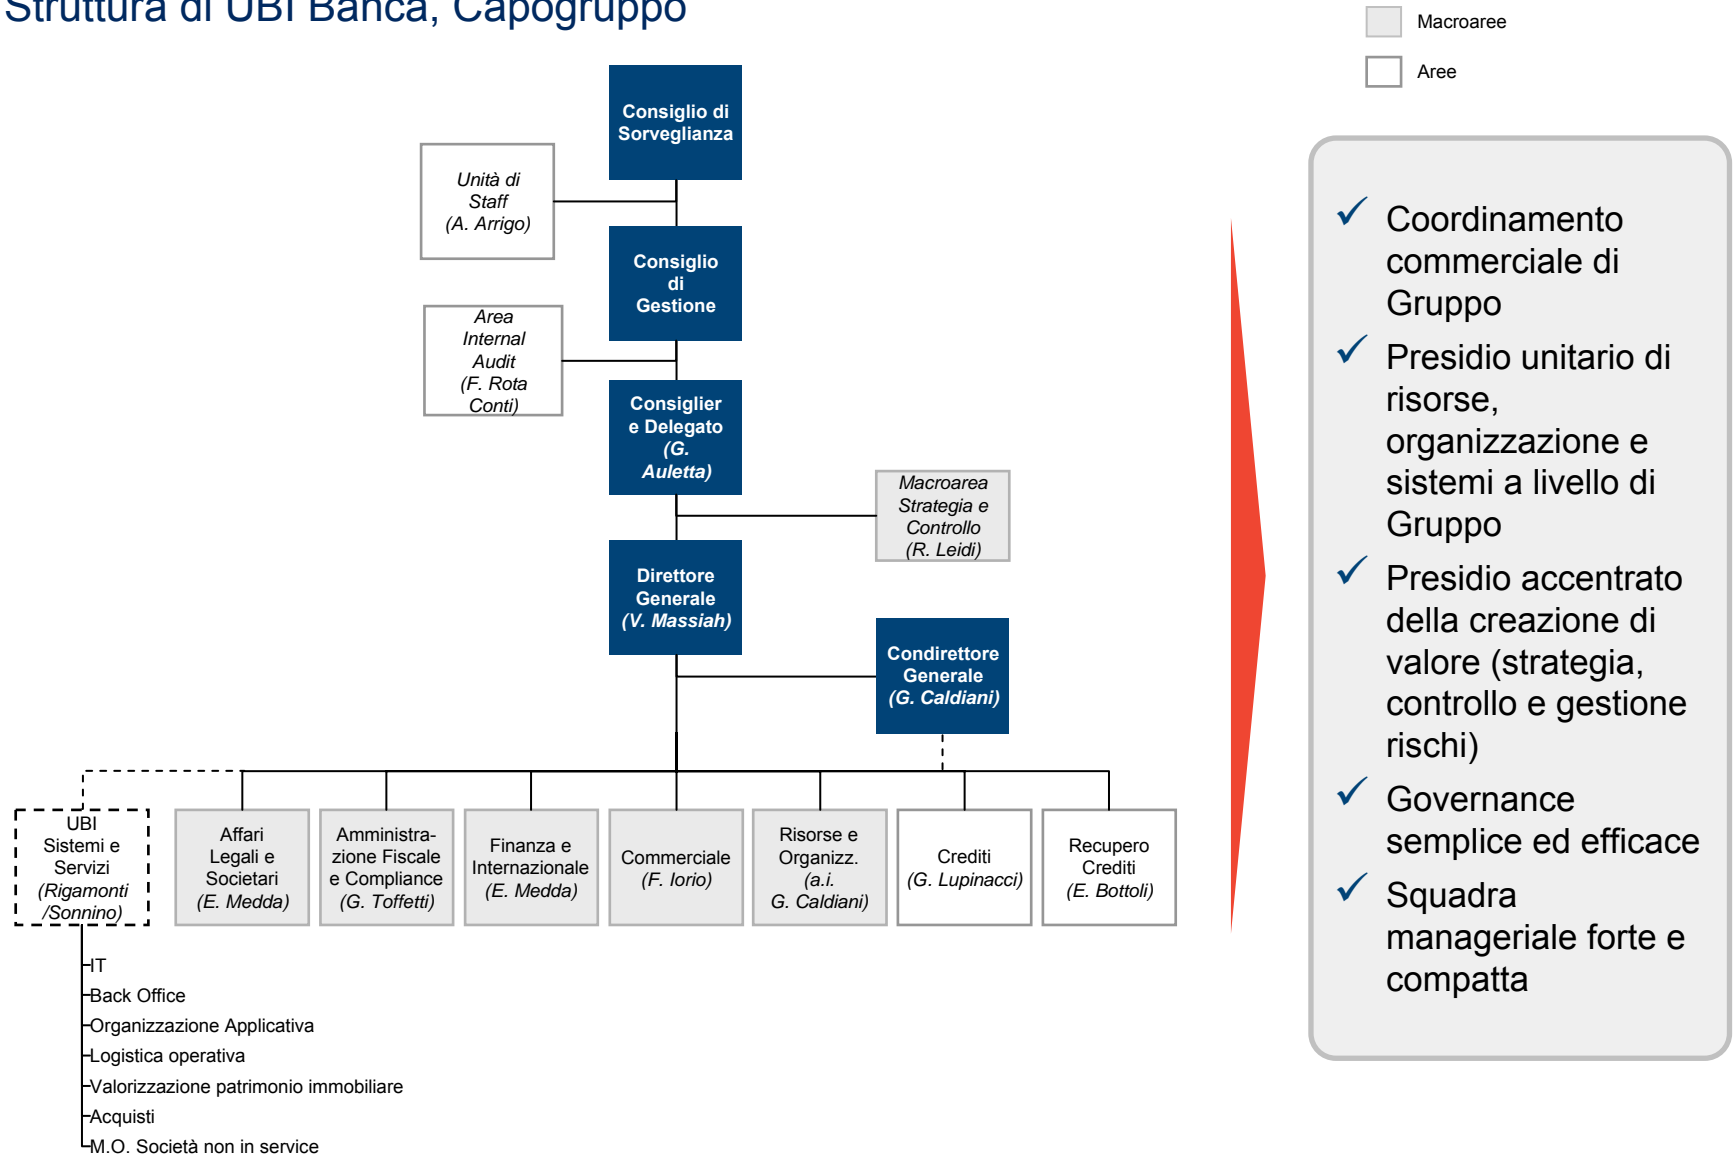 Struttura di UBI Banca, Capogruppo
Macroaree
Aree
Consiglio di
Sorveglianza
Unità di
Staff
(A. Arrigo)
Consiglio
di
Gestione
Area
Internal
Audit
(F. Rota
Conti)
Consiglier
e Delegato
(G.
Auletta)
Macroarea
Strategia e
Controllo
(R. Leidi)
Direttore
Generale
(V. Massiah)
Condirettore
Generale
(G. Caldiani)
UBI
Sistemi e
Servizi
(Rigamonti
/Sonnino)
Affari
Legali e
Societari
(E. Medda)
Amministra-
zione Fiscale
e Compliance
(G. Toffetti)
Finanza e
Internazionale
(E. Medda)
Commerciale
(F. Iorio)
Risorse e
Organizz.
(a.i.
G. Caldiani)
Crediti
(G. Lupinacci)
Recupero
Crediti
(E. Bottoli)
IT
Back Office
Organizzazione Applicativa
Logistica operativa
Valorizzazione patrimonio immobiliare
Acquisti
M.O. Società non in service
✓ Coordinamento
commerciale di
Gruppo
✓ Presidio unitario di
risorse,
organizzazione e
sistemi a livello di
Gruppo
✓ Presidio accentrato
della creazione di
valore (strategia,
controllo e gestione
rischi)
✓ Governance
semplice ed efficace
✓ Squadra
manageriale forte e
compatta